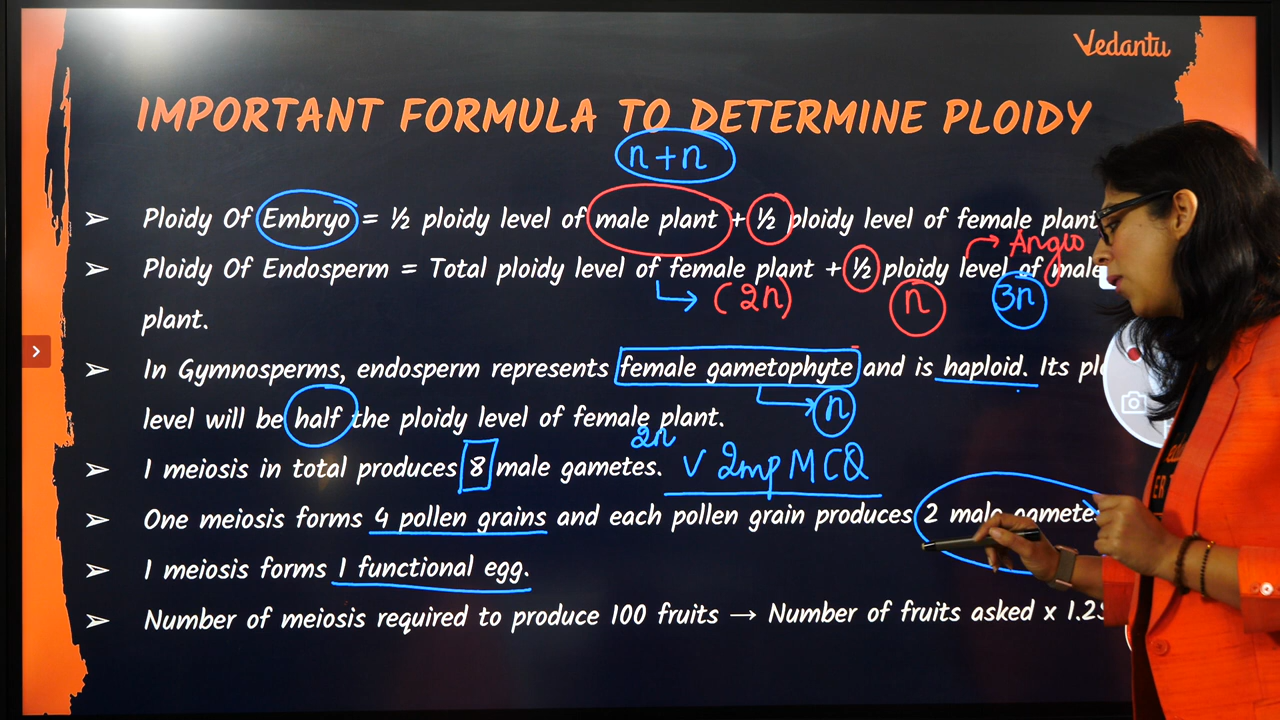 Vedantu
IMPORTANT FORMULA TO DETERMINE PLOIDY
n+n
➢ Ploidy Of Embryo = ½ ploidy level of male plant + ½ ploidy level of female plant
Anglo
➢ Ploidy Of Endosperm = Total ploidy level of female plant + ½ ploidy level of male
(2n) n 3n
plant.
➢ In Gymnosperms, endosperm represents female gametophyte and is haploid. Its
n
level will be half the ploidy level of female plant.
2n
➢ 1 meiosis in total produces 8 male gametes. V Imp MCQ
➢ One meiosis forms 4 pollen grains and each pollen grain produces 2 male
➢ 1 meiosis forms 1 functional egg.
➢ Number of meiosis required to produce 100 fruits → Number of fruits asked x